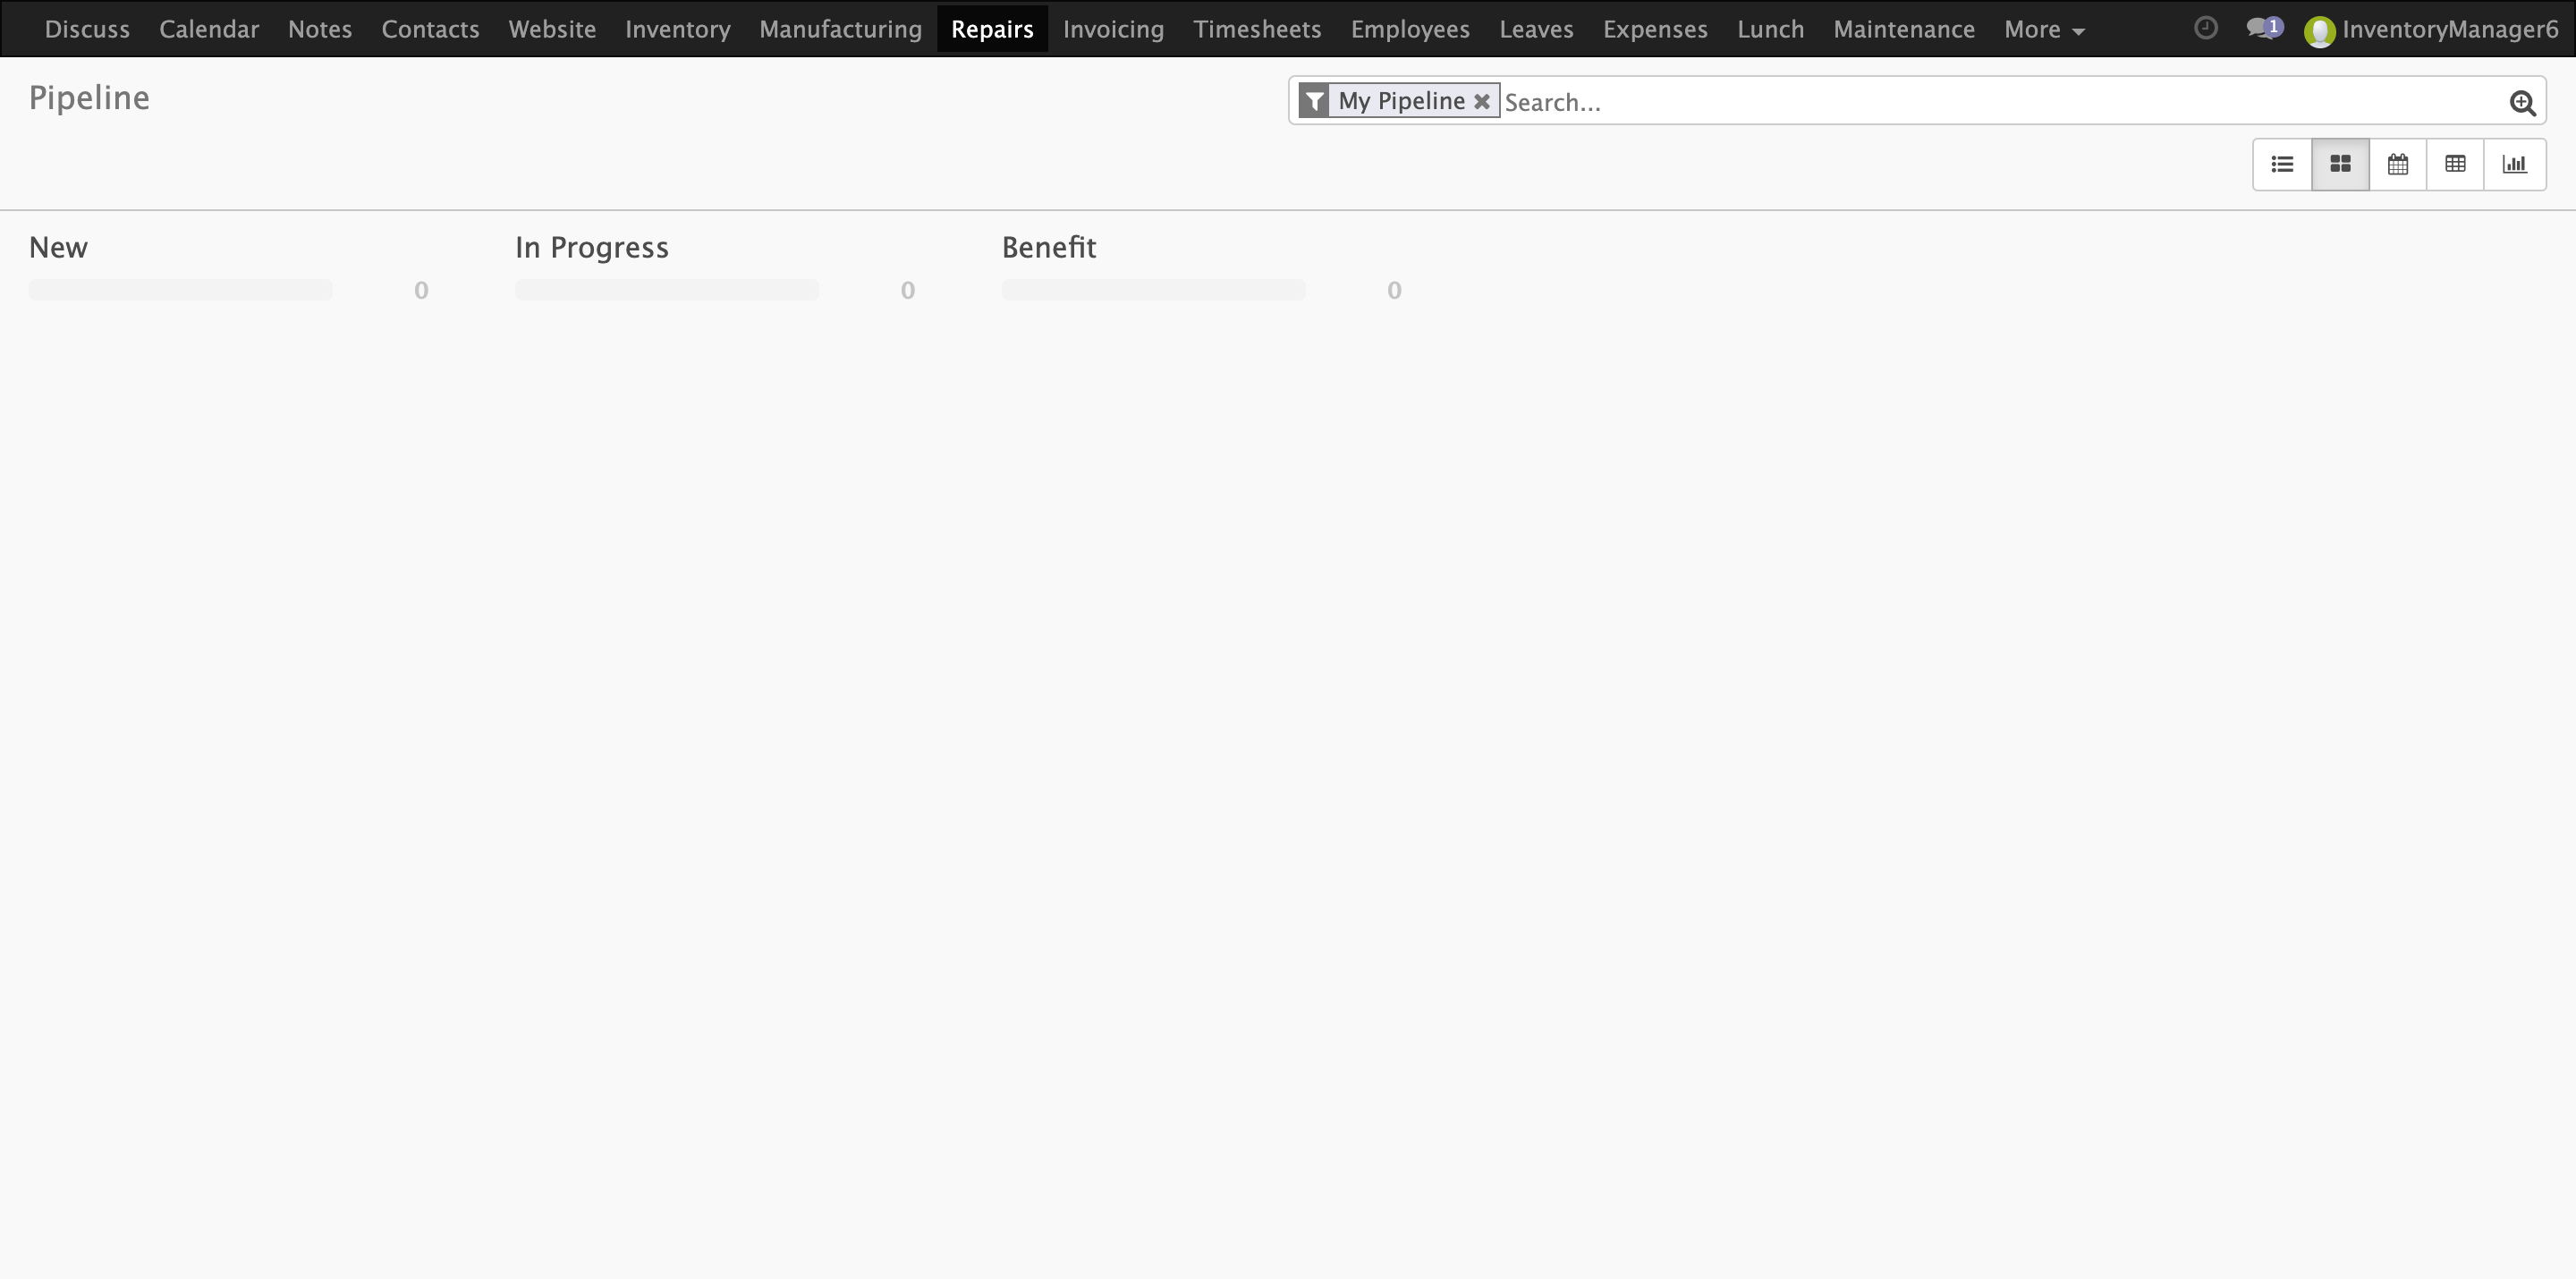 Discuss Calendar Notes Contacts Website Inventory Manufacturing Repairs Invoicing Timesheets Employees Leaves Expenses Lunch Maintenance More 1 InventoryManager6
Pipeline
My Pipeline Search...
New In Progress Benefit
0 0 0